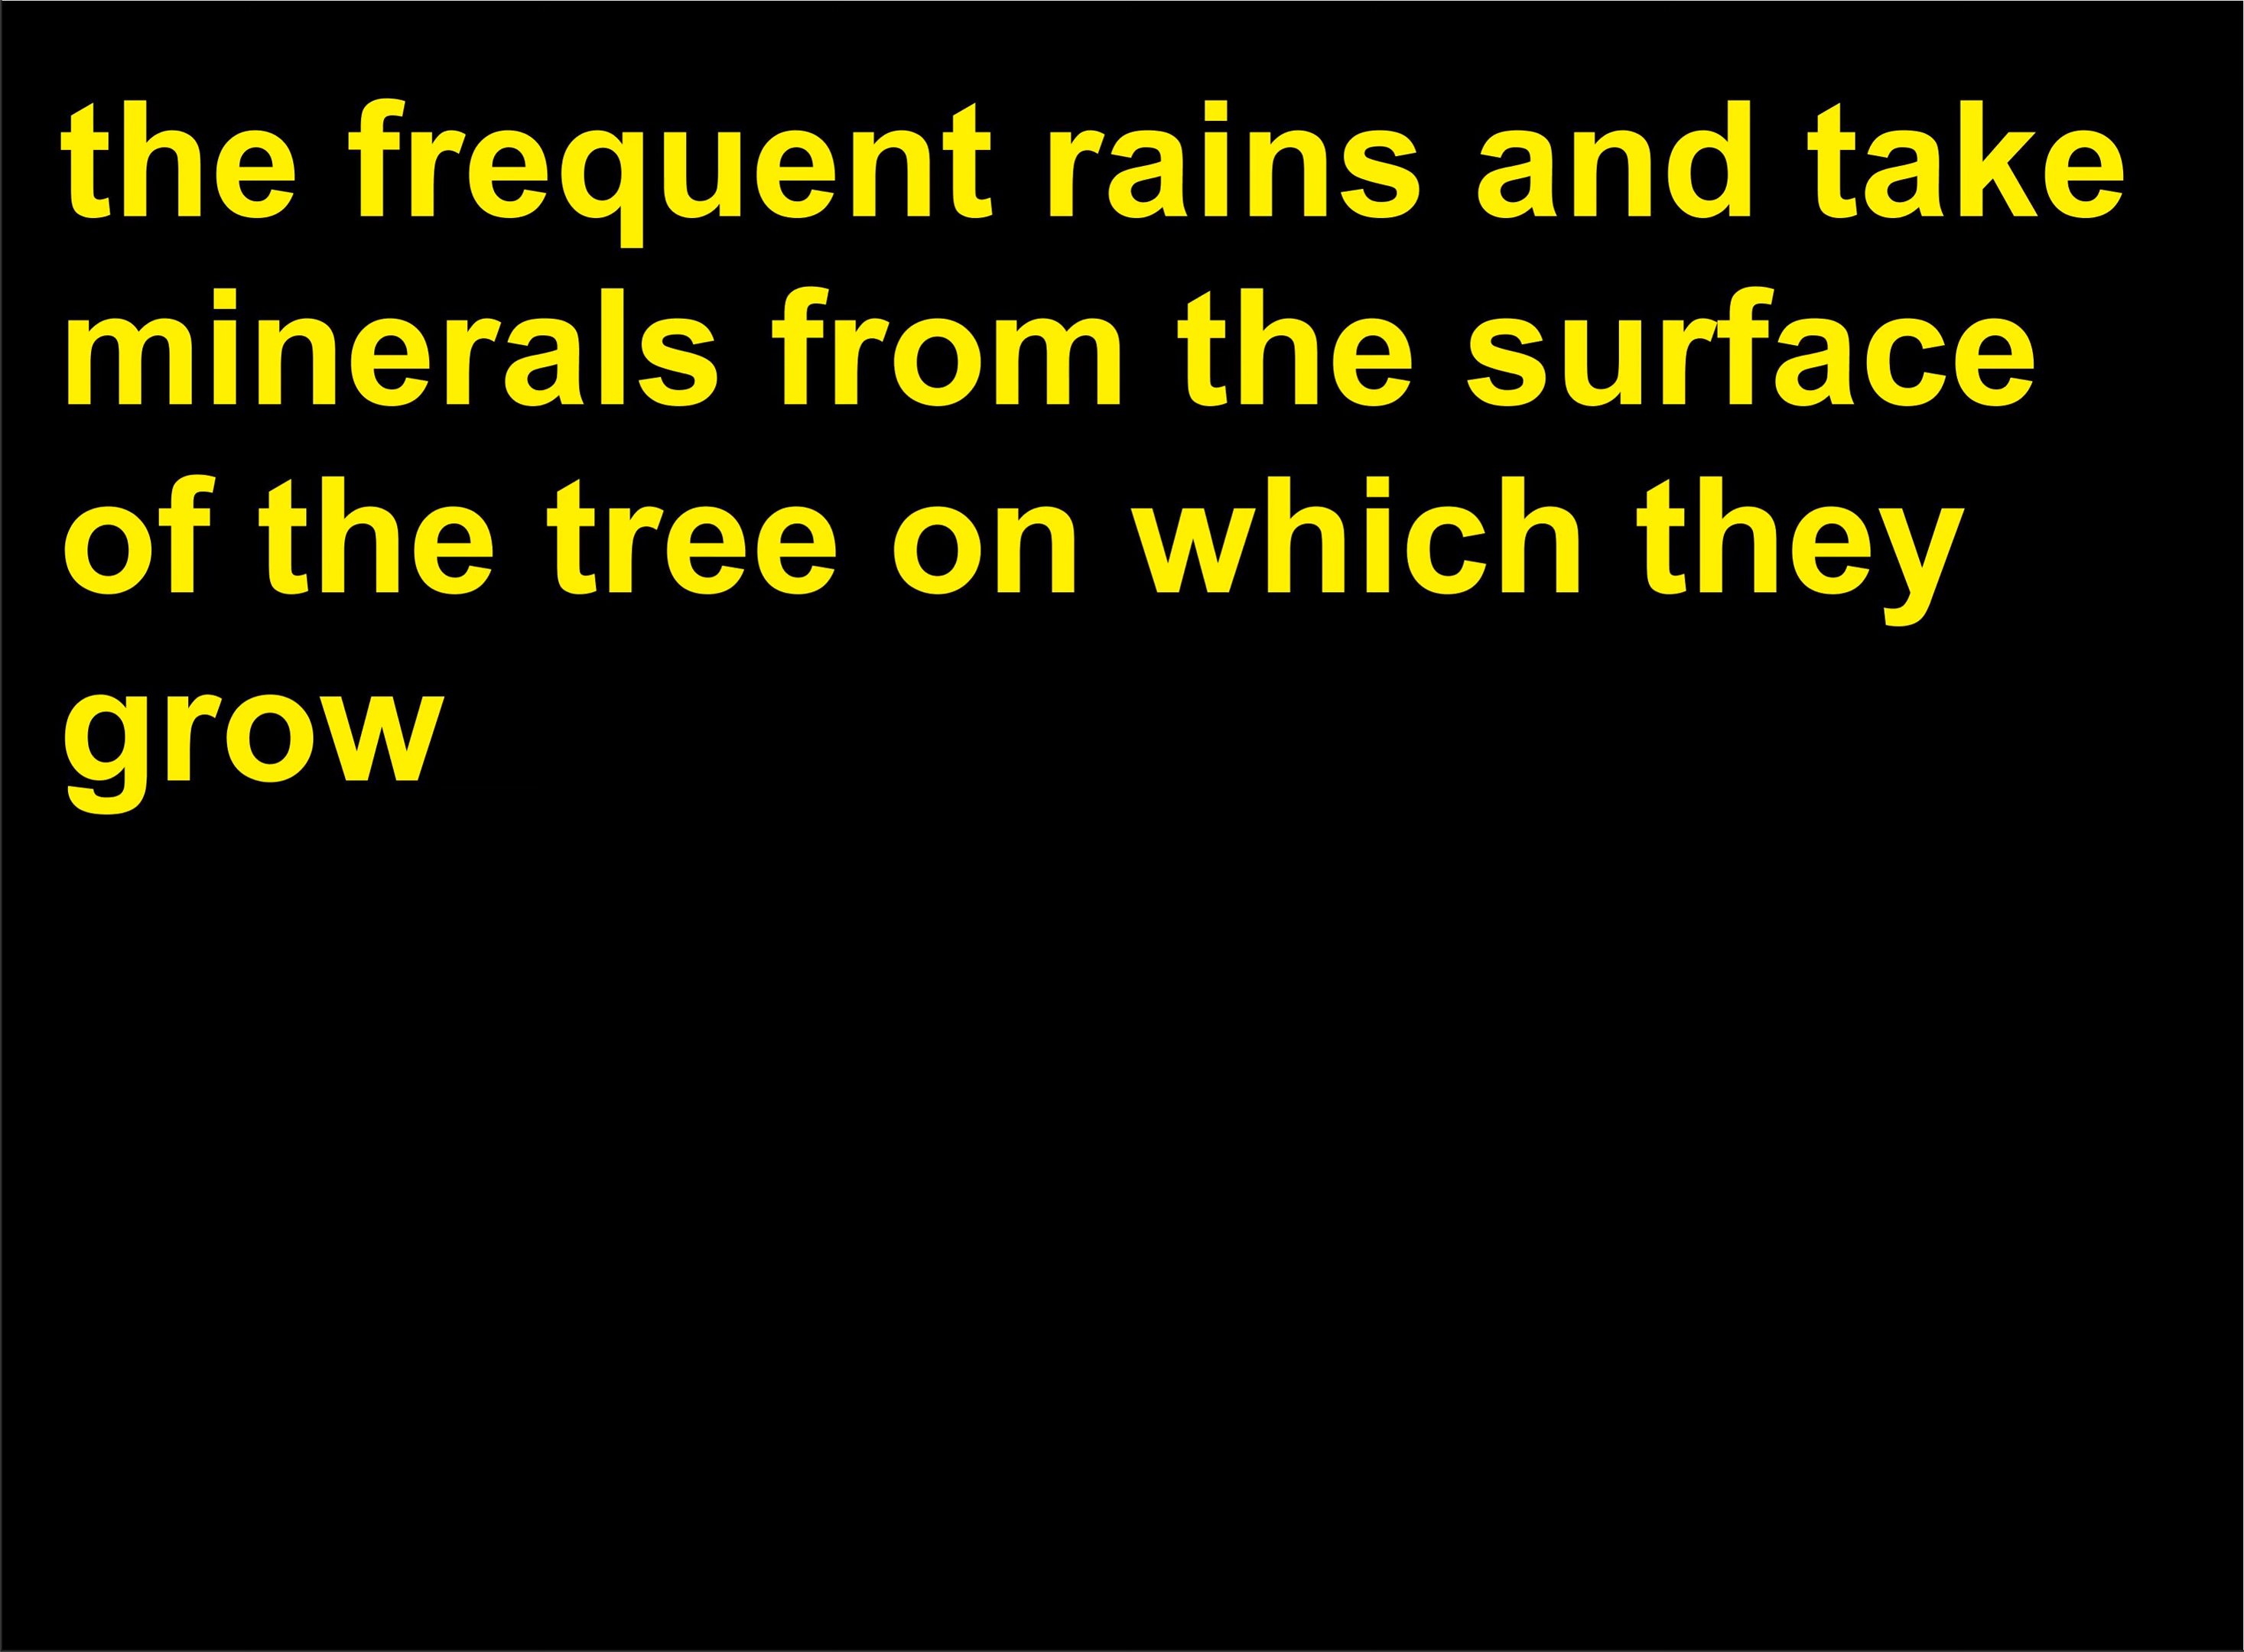 the frequent rains and take
minerals from the surface
of the tree on which they
grow